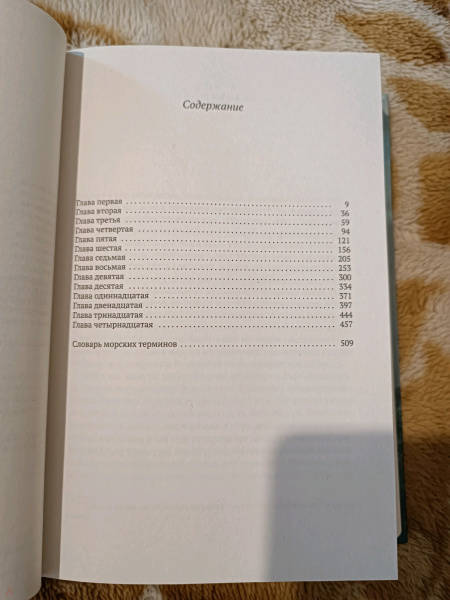 Содержание
Глава первая 9
Глава вторая 36
Глава третья 59
Глава четвертая 94
Глава пятая 121
Глава шестая 156
Глава седьмая 205
Глава восьмая 253
Глава девятая 300
Глава десятая 334
Глава одиннадцатая 371
Глава двенадцатая 397
Глава тринадцатая 444
Глава четырнадцатая 457
Словарь морских терминов 509